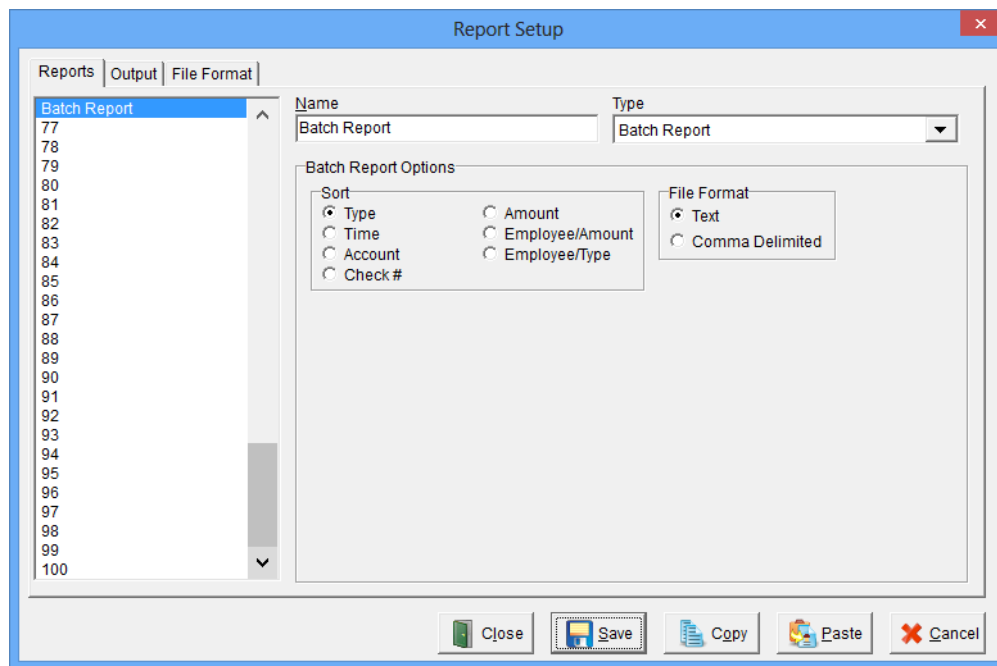 Report Setup
Reports Output File Format
Batch Report
77
78
79
80
81
82
83
84
85
86
87
88
89
90
91
92
93
94
95
96
97
98
99
100
Name Type
Batch Report Batch Report
Batch Report Options
Sort File Format
Type Amount Text
Time Employee/Amount
Account Employee/Type Comma Delimited
Check #
Close Save Copy Paste Cancel